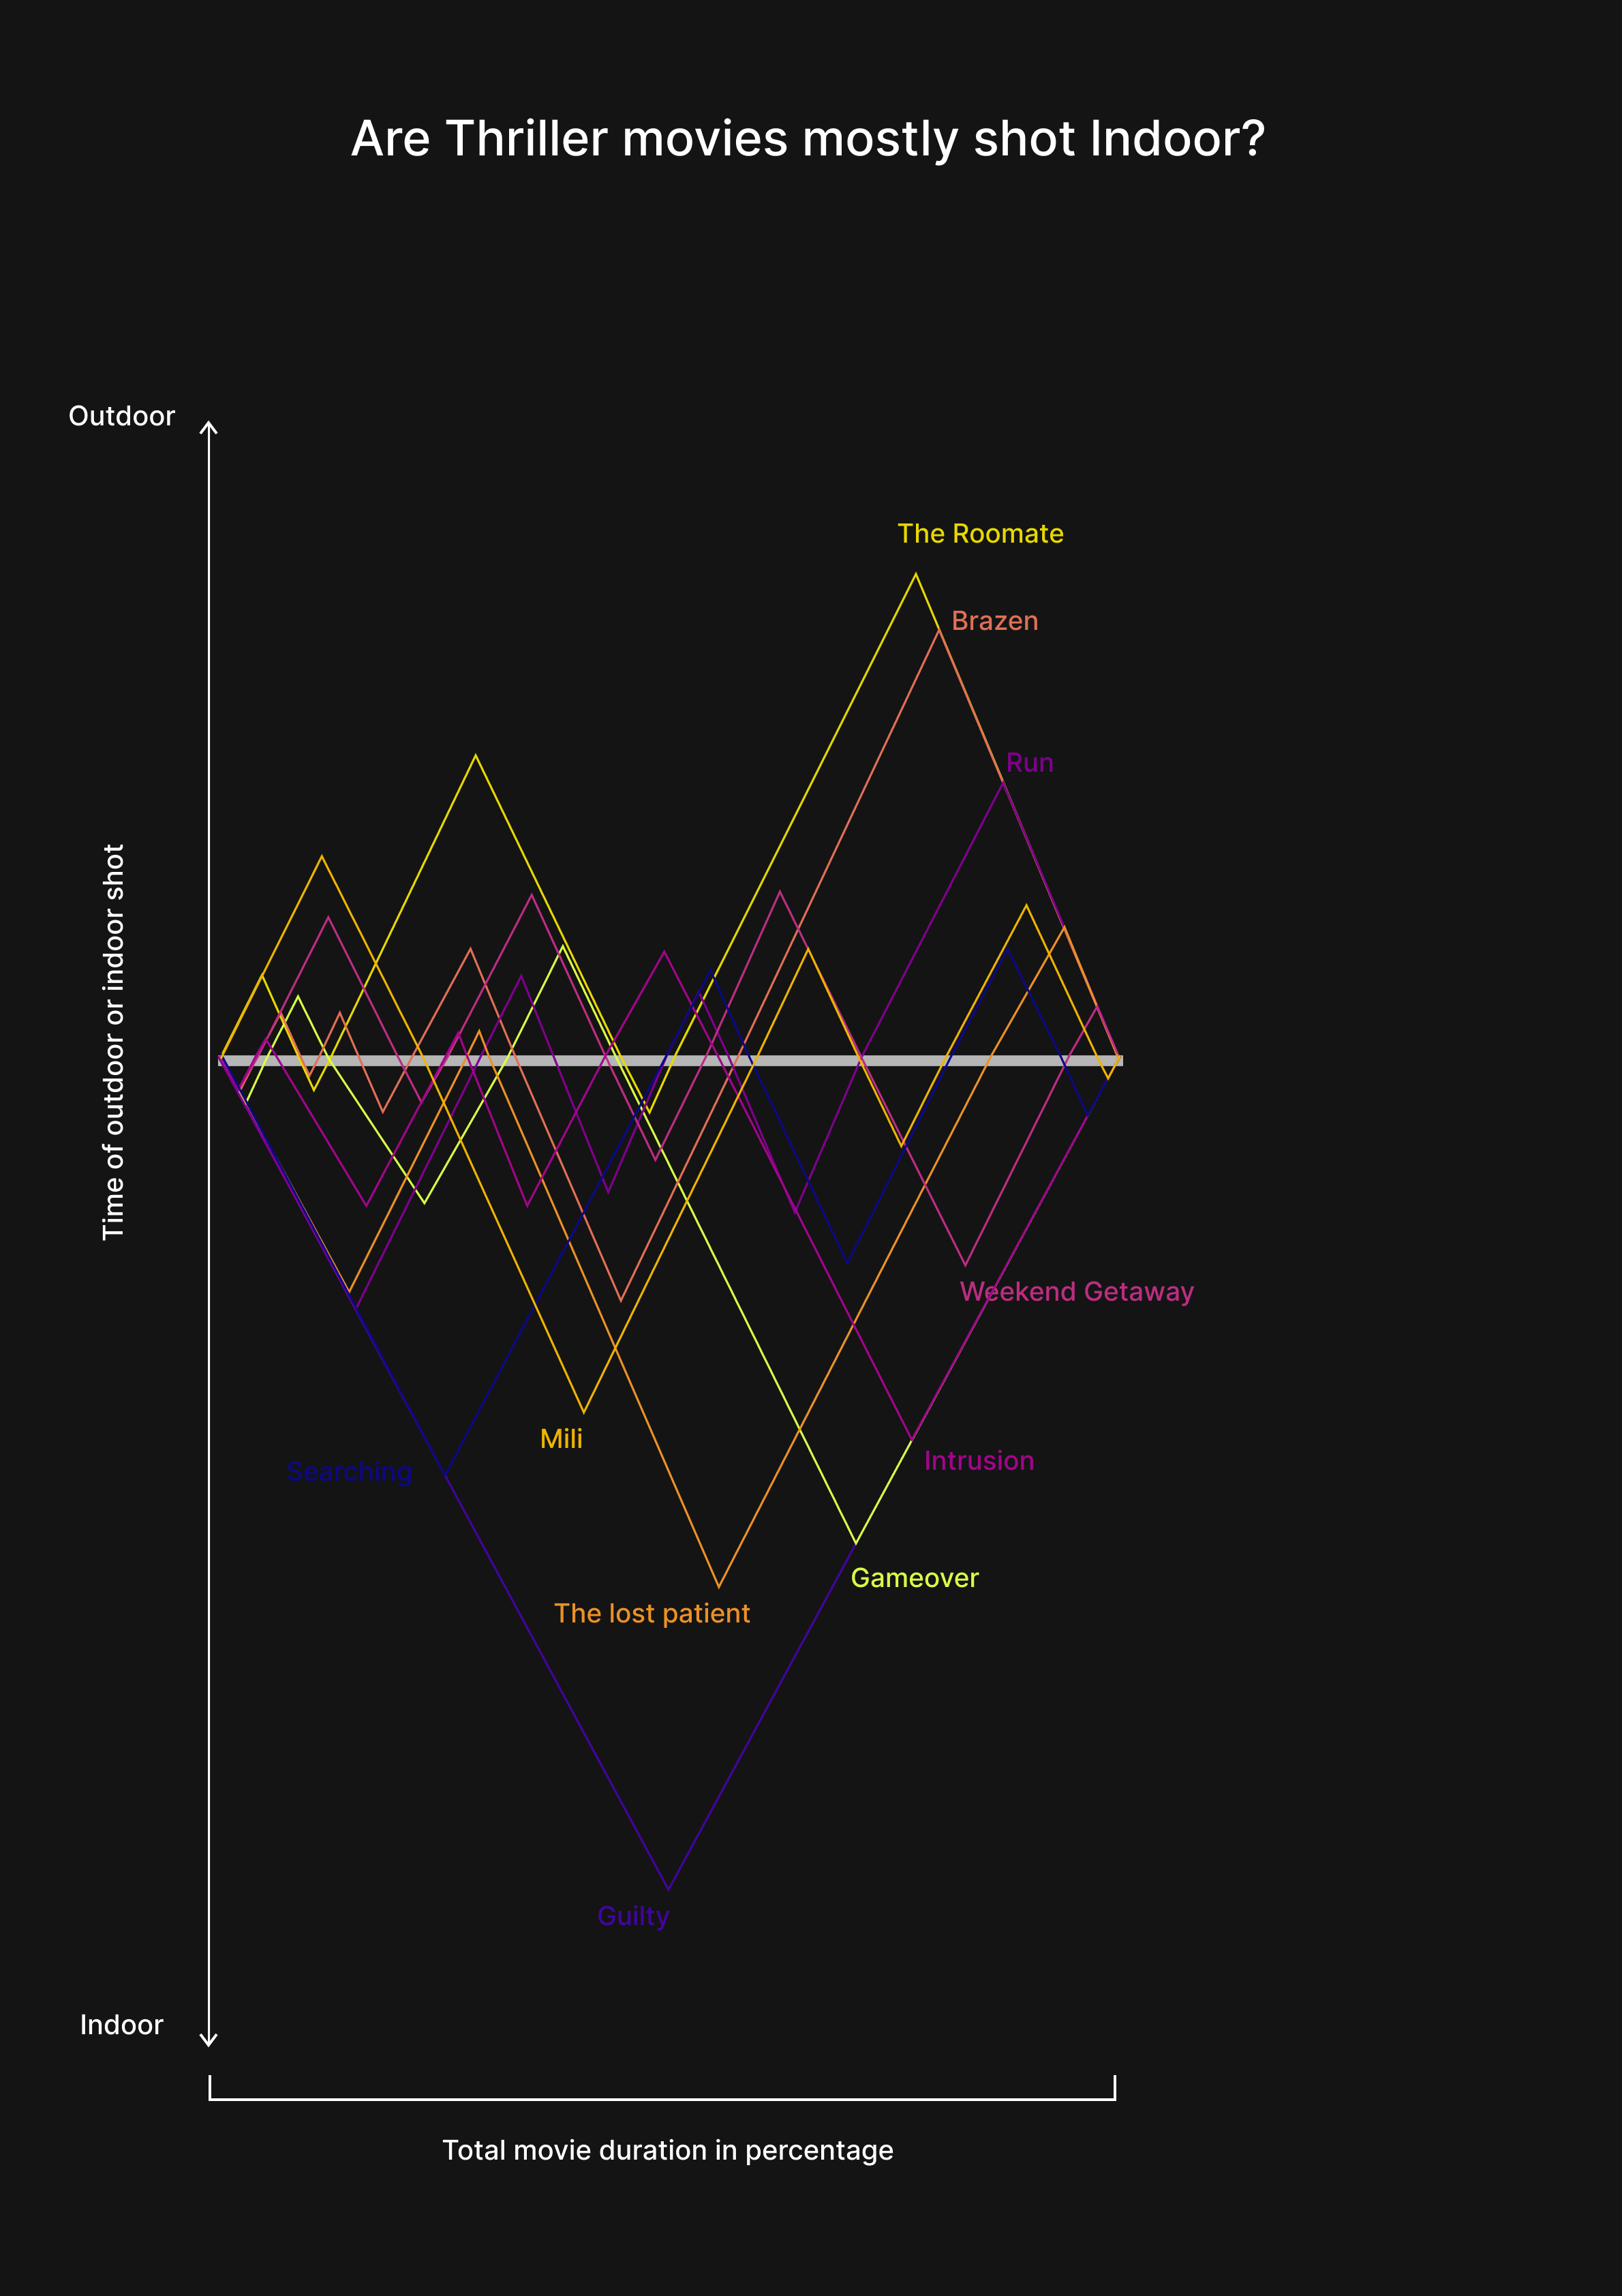 Are Thriller movies mostly shot Indoor?
Outdoor
The Roomate
Brazen
Run
Time of outdoor or indoor shot
Weekend Getaway
Mili
Intrusion
Searching
Gameover
The lost patient
Guilty
Indoor
Total movie duration in percentage